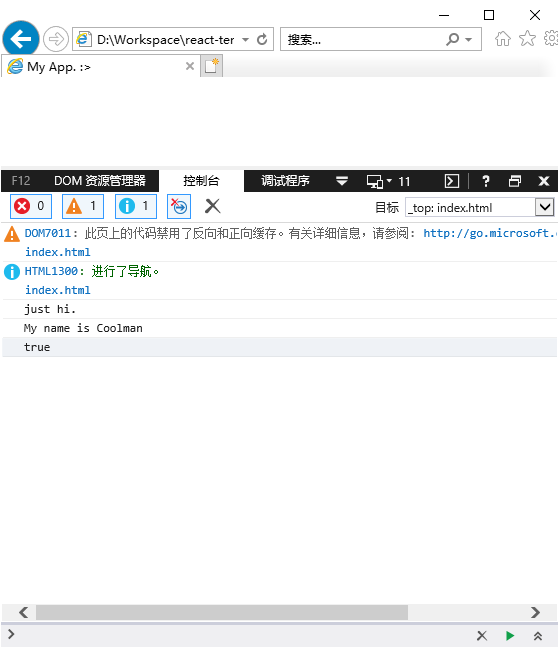 D:\Workspace\react-ter
搜索...
My App. :>
F12 DOM 资源管理器 控制台 调试程序 11 ?
0 1 1 目标 _top: index.html
DOM7011: 此页上的代码禁用了反向和正向缓存。有关详细信息，请参阅: http://go.microsoft.c
index.html
HTML1300: 进行了导航。
index.html
just hi.
My name is Coolman
true